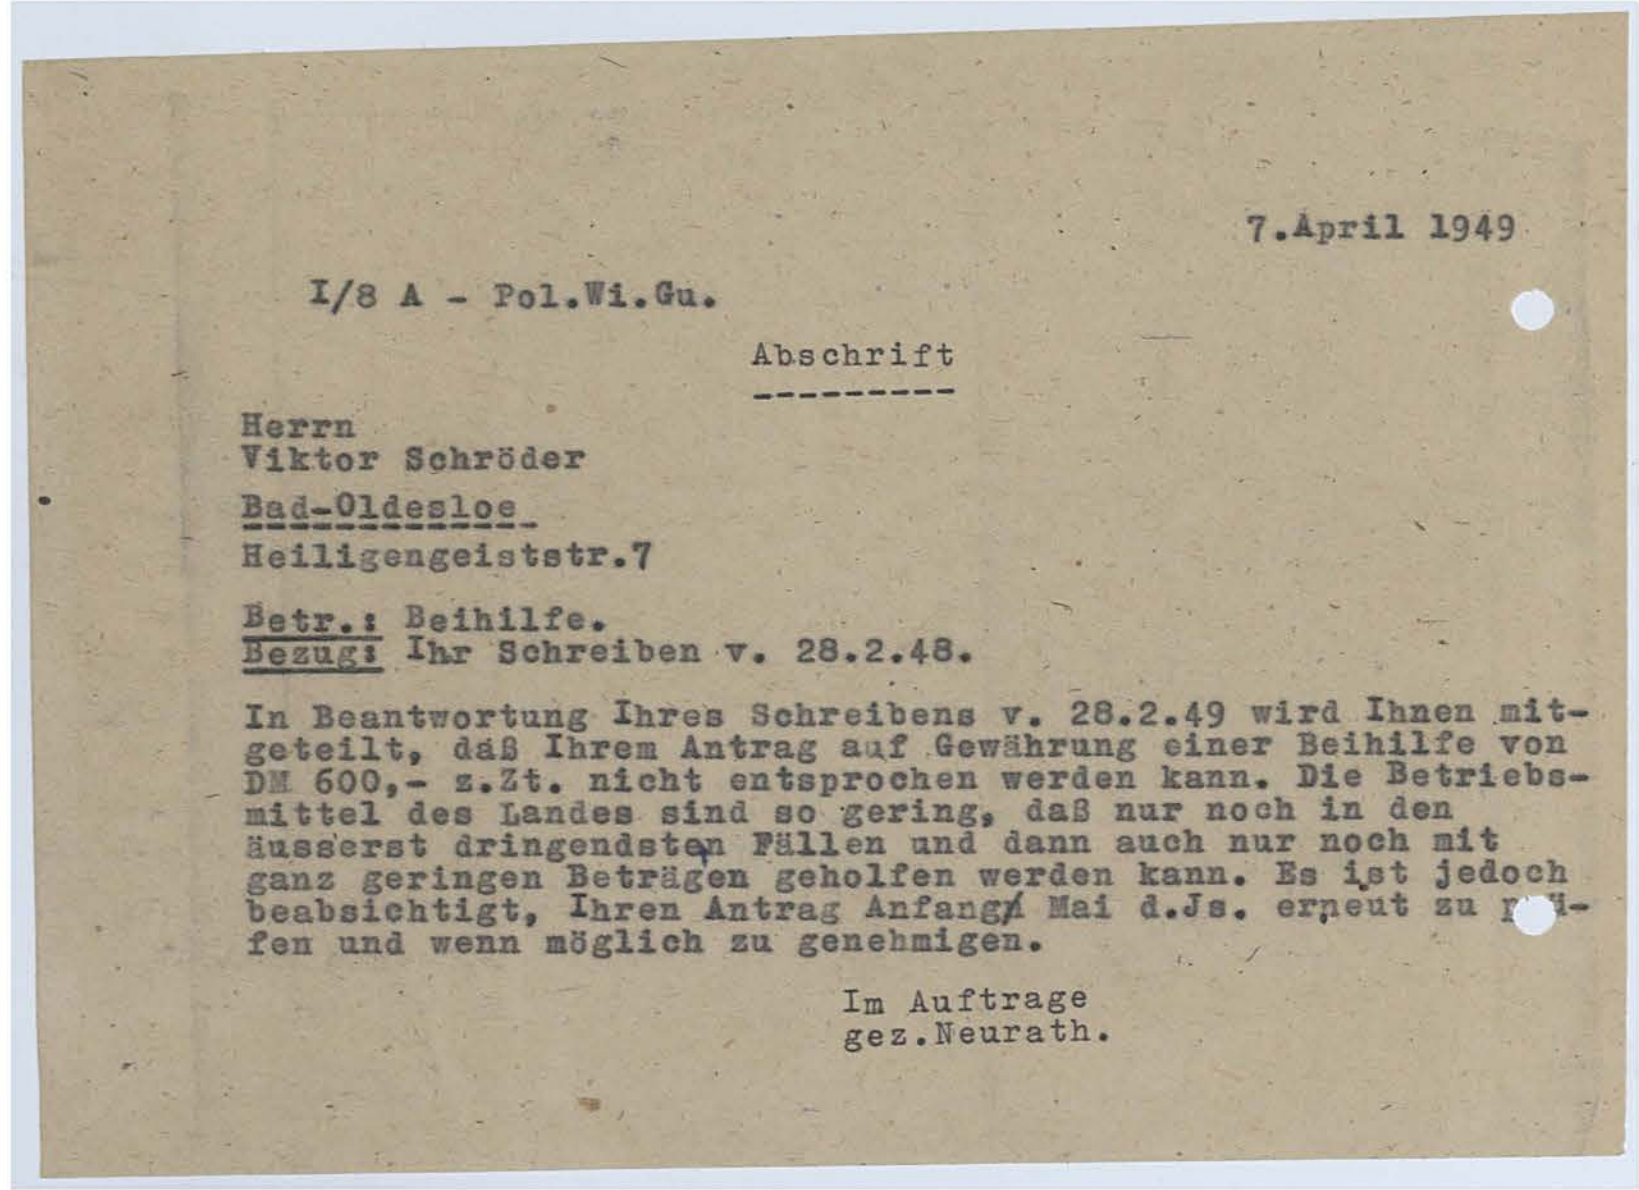 7.April 1949
I/8 A - Pol.Wi.Gu.
Abschrift
Herrn
Viktor Schröder
Bad-Oldesloe
Heiligengeiststr.7
Betr.: Beihilfe.
Bezug: Ihr Schreiben v. 28.2.48.
In Beantwortung Ihres Schreibens v. 28.2.49 wird Ihnen mit-
geteilt, daß Ihrem Antrag auf Gewährung einer Beihilfe von
DM 600,- z.Zt. nicht entsprochen werden kann. Die Betriebs-
mittel des Landes sind so gering, daß nur noch in den
äusserst dringendsten Fällen und dann auch nur noch mit
ganz geringen Beträgen geholfen werden kann. Es ist jedoch
beabsichtigt, Ihren Antrag Anfang Mai d.Js. erneut zu
fen und wenn möglich zu genehmigen.
Im Auftrage
gez.Neurath.